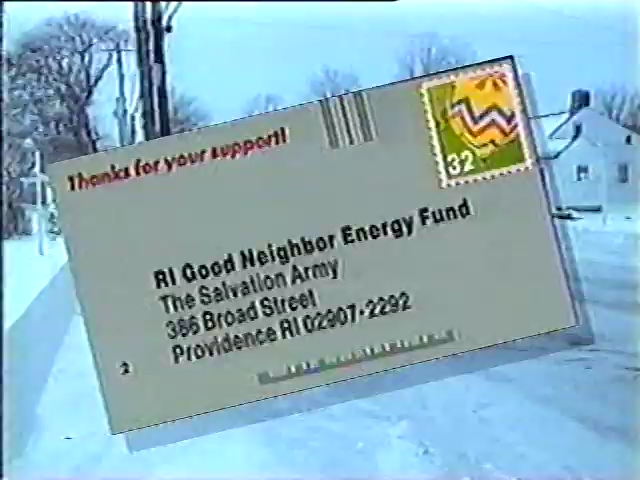 Thanks for your support!
32
RI Good Neighbor Energy Fund
The Salvation Army
386 Broad Street
Providence RI 02907-2292
2